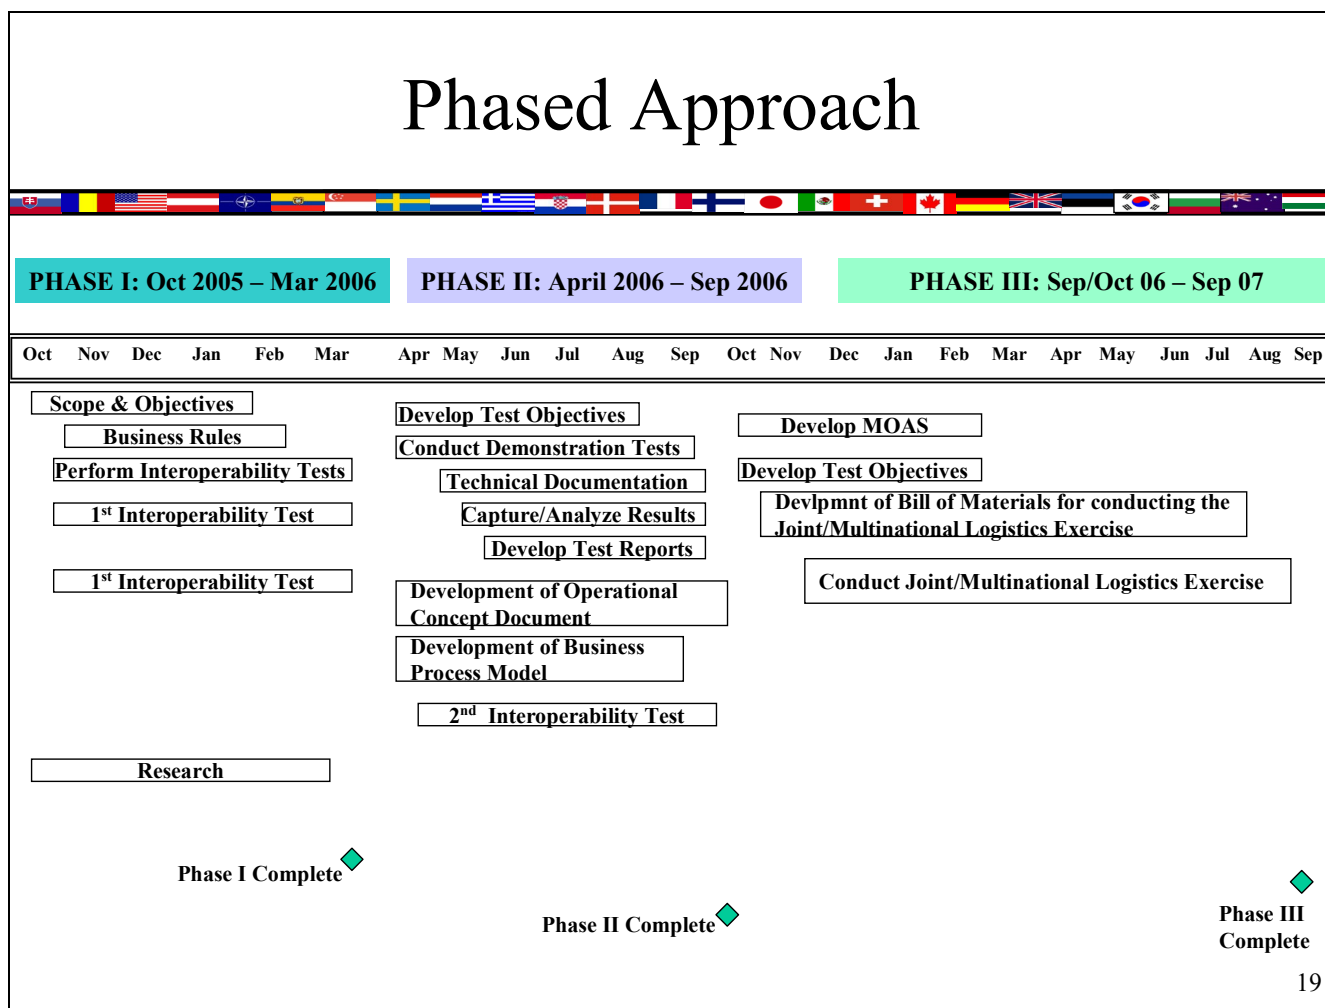 Phased Approach
PHASE I: Oct 2005 – Mar 2006
PHASE II: April 2006 – Sep 2006
PHASE III: Sep/Oct 06 – Sep 07
Oct Nov Dec Jan Feb Mar Apr May Jun Jul Aug Sep Oct Nov Dec Jan Feb Mar Apr May Jun Jul Aug Sep
Scope & Objectives
Business Rules
Perform Interoperability Tests
1st Interoperability Test
1st Interoperability Test
Research
Develop Test Objectives
Conduct Demonstration Tests
Technical Documentation
Capture/Analyze Results
Develop Test Reports
Development of Operational
Concept Document
Development of Business
Process Model
2nd Interoperability Test
Develop MOAS
Develop Test Objectives
Devlpmnt of Bill of Materials for conducting the
Joint/Multinational Logistics Exercise
Conduct Joint/Multinational Logistics Exercise
Phase I Complete
Phase II Complete
Phase III
Complete
19